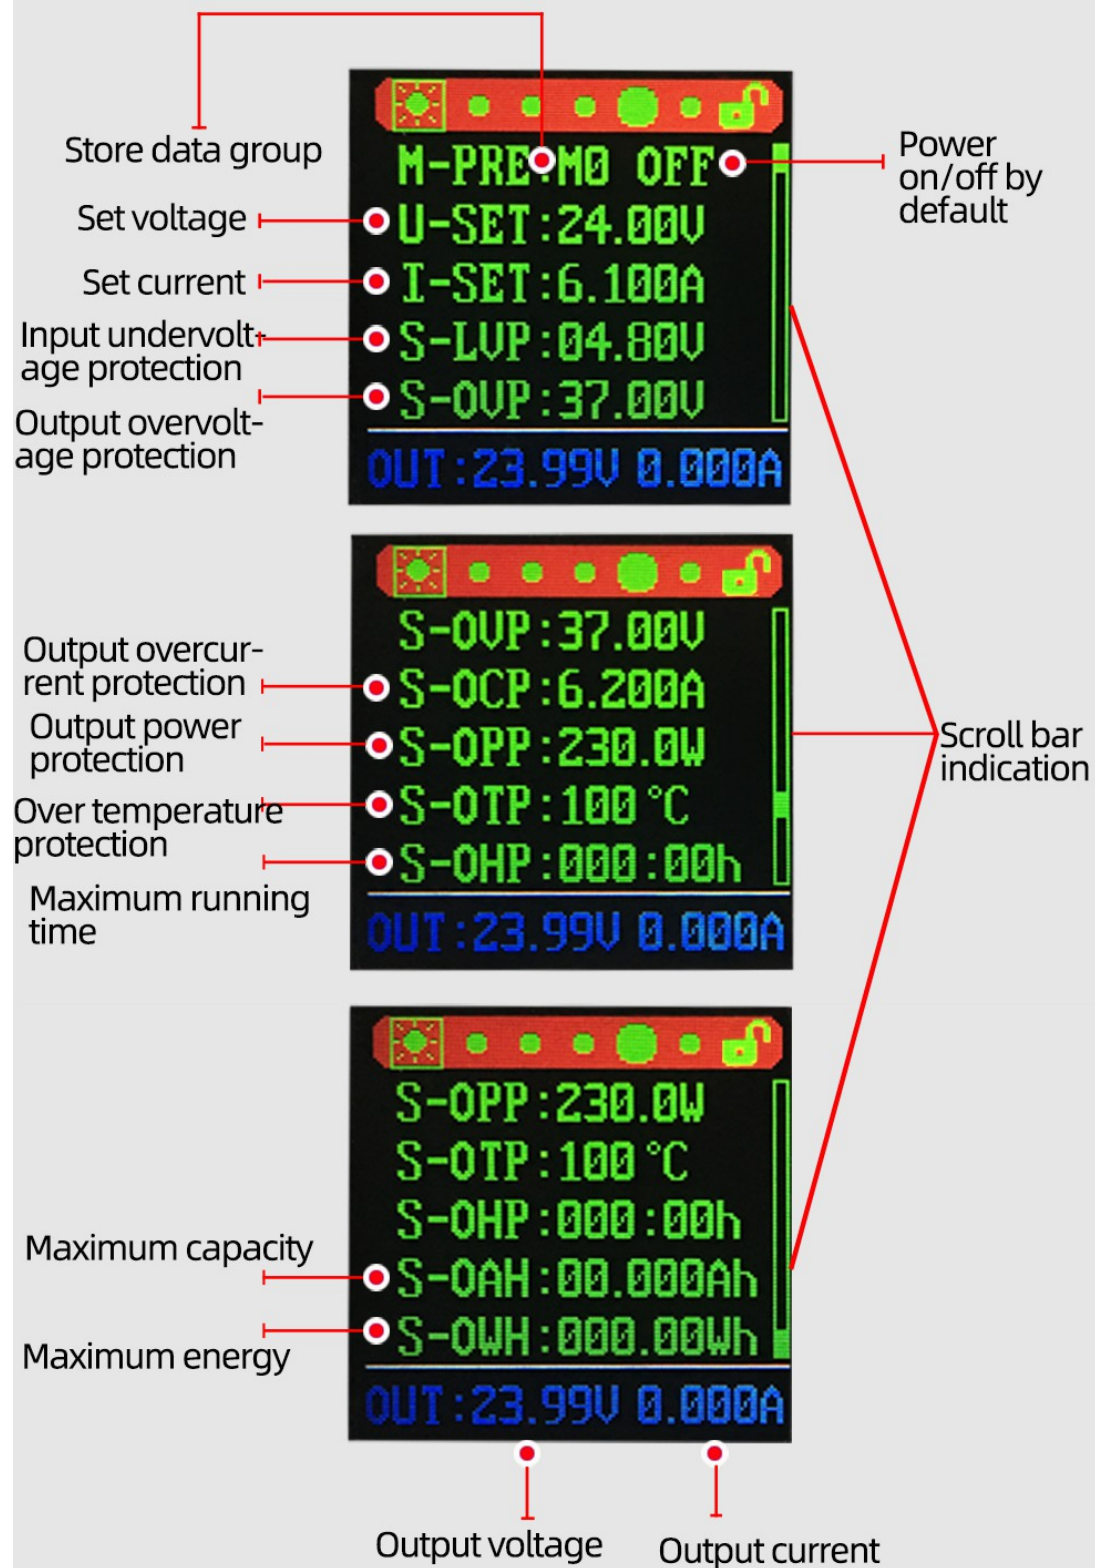 Store data group
Power
on/off by
default
M-PRE:M0 OFF
Set voltage
U-SET:24.00V
Set current
I-SET:6.100A
Input undervolt-
age protection
S-LVP:04.80V
Output overvolt-
age protection
S-OVP:37.00V
OUT:23.99V 0.000A
S-OVP:37.00V
Output overcur-
rent protection
S-OCP:6.200A
Output power
protection
S-OPP:230.0W
Over temperature
protection
S-OTP:100 °C
Maximum running
time
S-OHP:000:00h
OUT:23.99V 0.000A
Scroll bar
indication
S-OPP:230.0W
S-OTP:100 °C
S-OHP:000:00h
Maximum capacity
S-OAH:00.000Ah
Maximum energy
S-OWH:000.00Wh
OUT:23.99V 0.000A
Output voltage
Output current